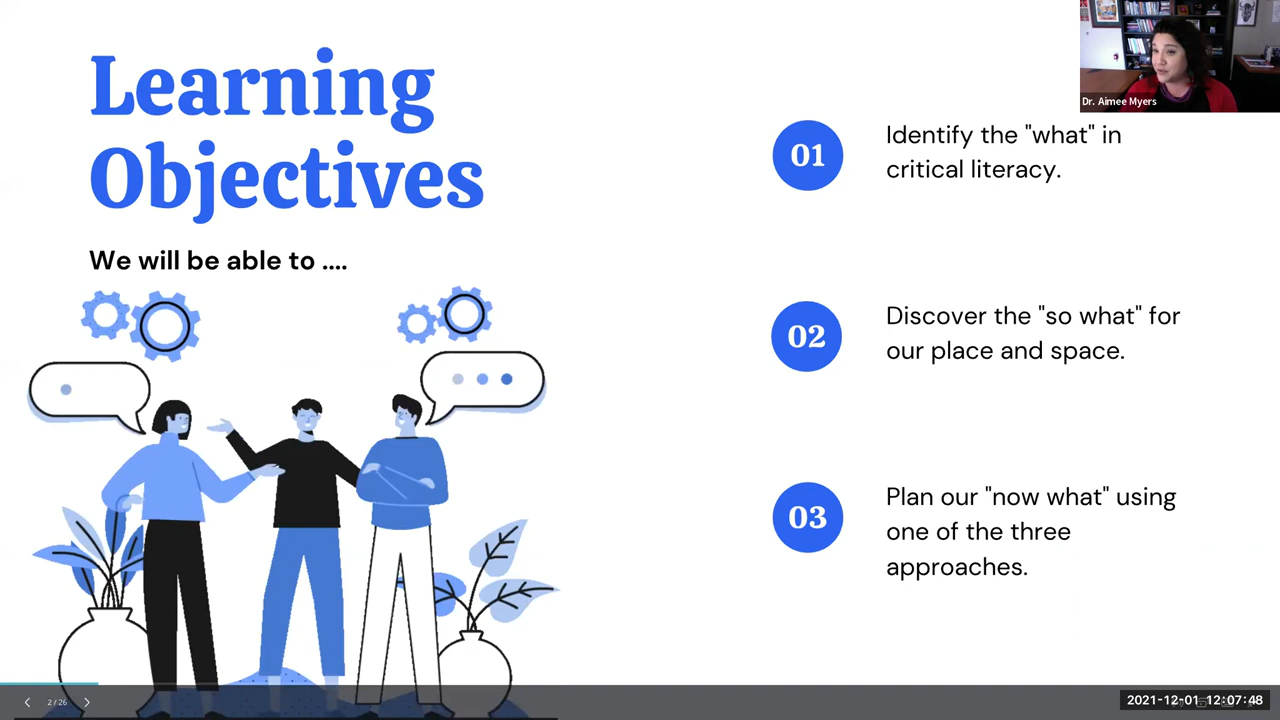 Learning
Objectives
We will be able to ....
Dr. Aimee Myers
01
Identify the "what" in
critical literacy.
02
Discover the "so what" for
our place and space.
03
Plan our "now what" using
one of the three
approaches.
2 / 26
2021-12-01 12:07:48